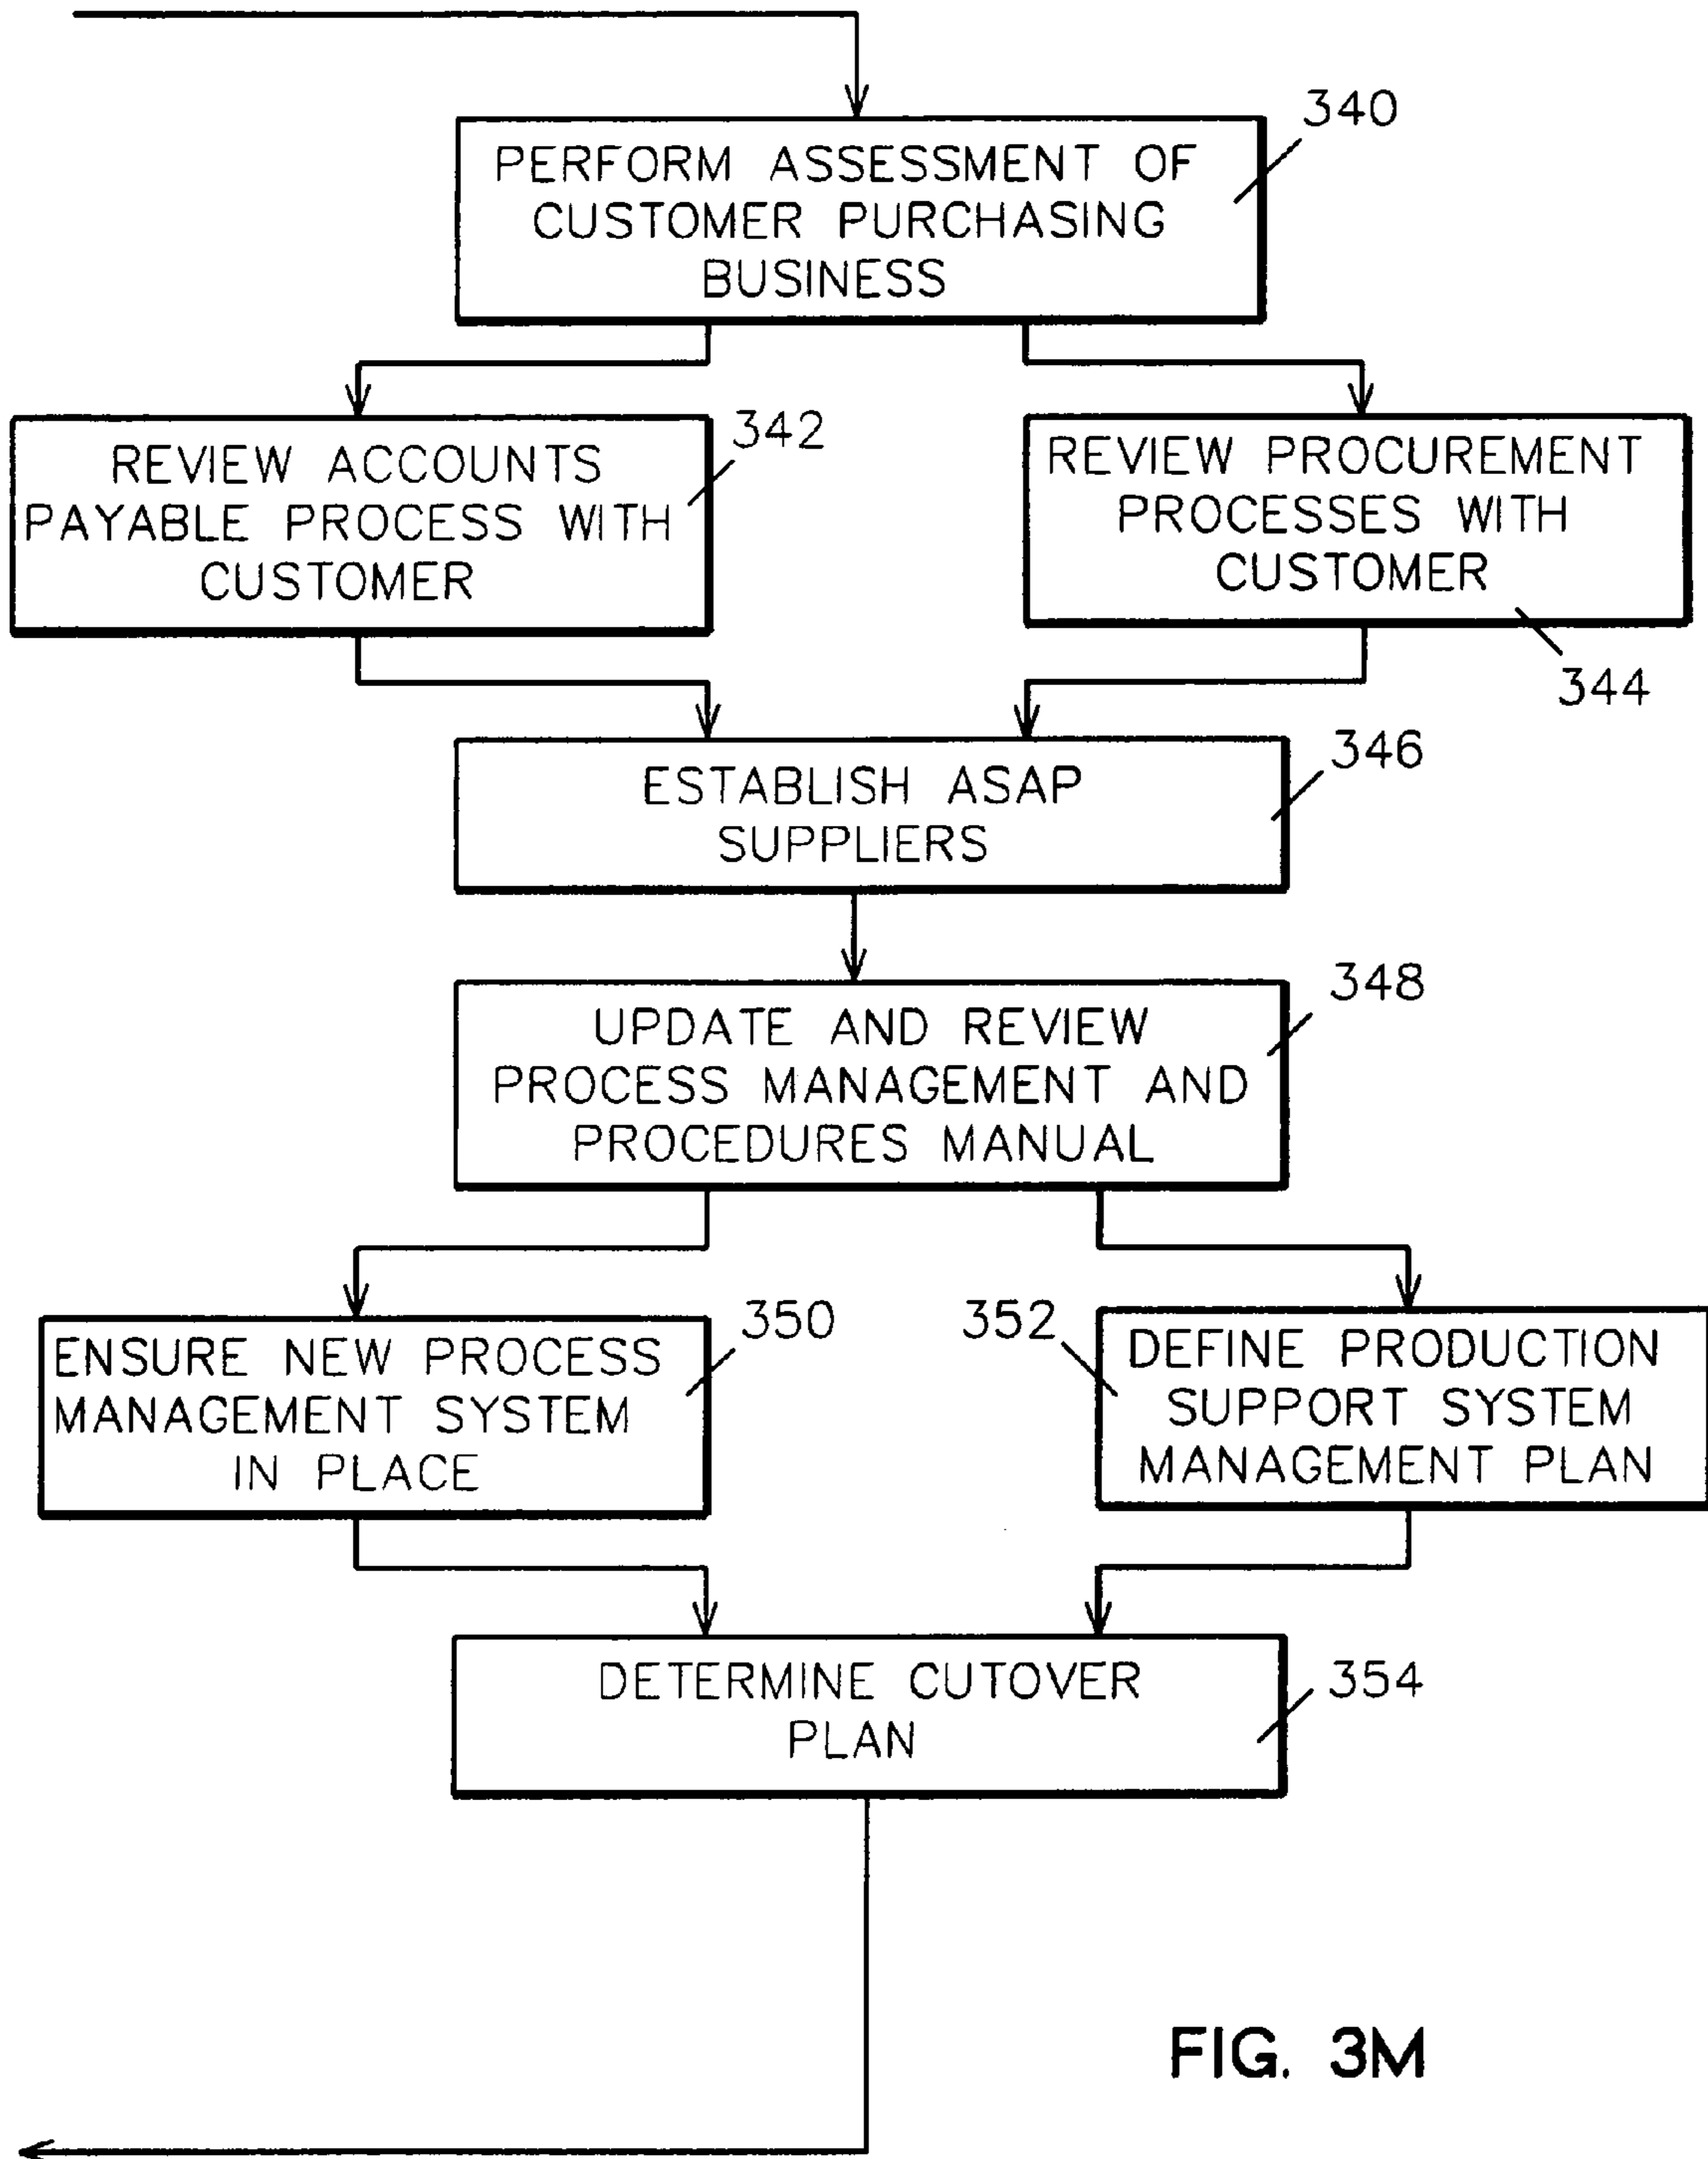 340
PERFORM ASSESSMENT OF
CUSTOMER PURCHASING
BUSINESS
342
REVIEW ACCOUNTS
PAYABLE PROCESS WITH
CUSTOMER
REVIEW PROCUREMENT
PROCESSES WITH
CUSTOMER
344
346
ESTABLISH ASAP
SUPPLIERS
348
UPDATE AND REVIEW
PROCESS MANAGEMENT AND
PROCEDURES MANUAL
350
ENSURE NEW PROCESS
MANAGEMENT SYSTEM
IN PLACE
352
DEFINE PRODUCTION
SUPPORT SYSTEM
MANAGEMENT PLAN
DETERMINE CUTOVER
PLAN
354
FIG. 3M